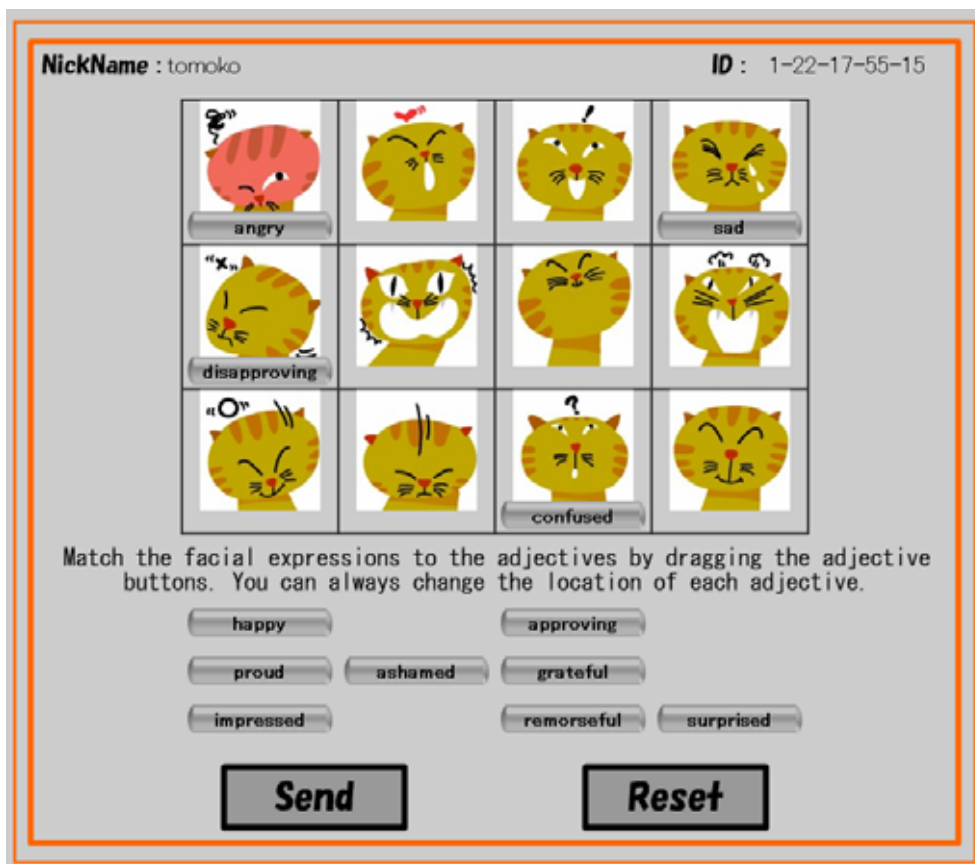 NickName : tomoko ID : 1-22-17-55-15
!
angry sad
"x"
disapproving
"O" ?
confused
Match the facial expressions to the adjectives by dragging the adjective
buttons. You can always change the location of each adjective.
happy approving
proud ashamed grateful
impressed remorseful surprised
Send Reset